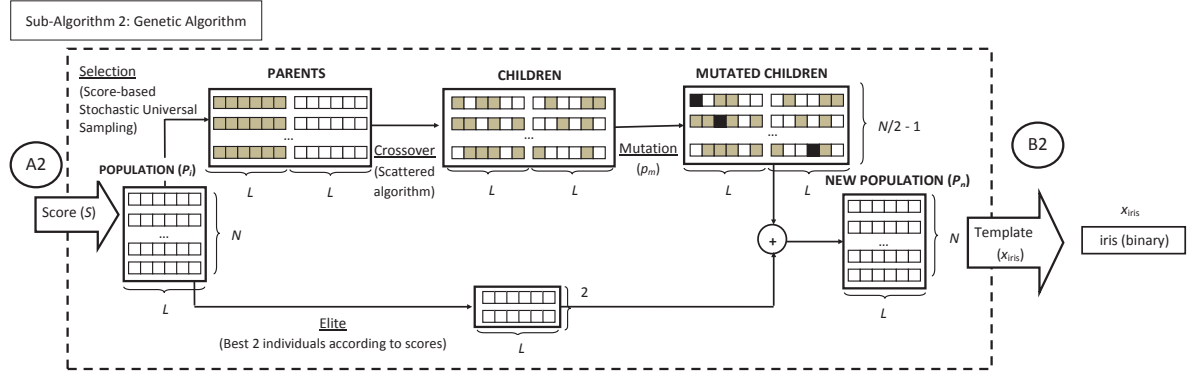 Sub-Algorithm 2: Genetic Algorithm
Selection
(Score-based
Stochastic Universal
Sampling)
PARENTS
CHILDREN
MUTATED CHILDREN
...
...
...
N/2 - 1
Crossover
(Scattered
algorithm)
Mutation
(pm)
L
L
L
L
L
L
A2
Score (S)
POPULATION (Pi)
...
N
L
NEW POPULATION (Pn)
...
N
L
+
Elite
(Best 2 individuals according to scores)
2
L
B2
Template
(xiris)
xiris
iris (binary)